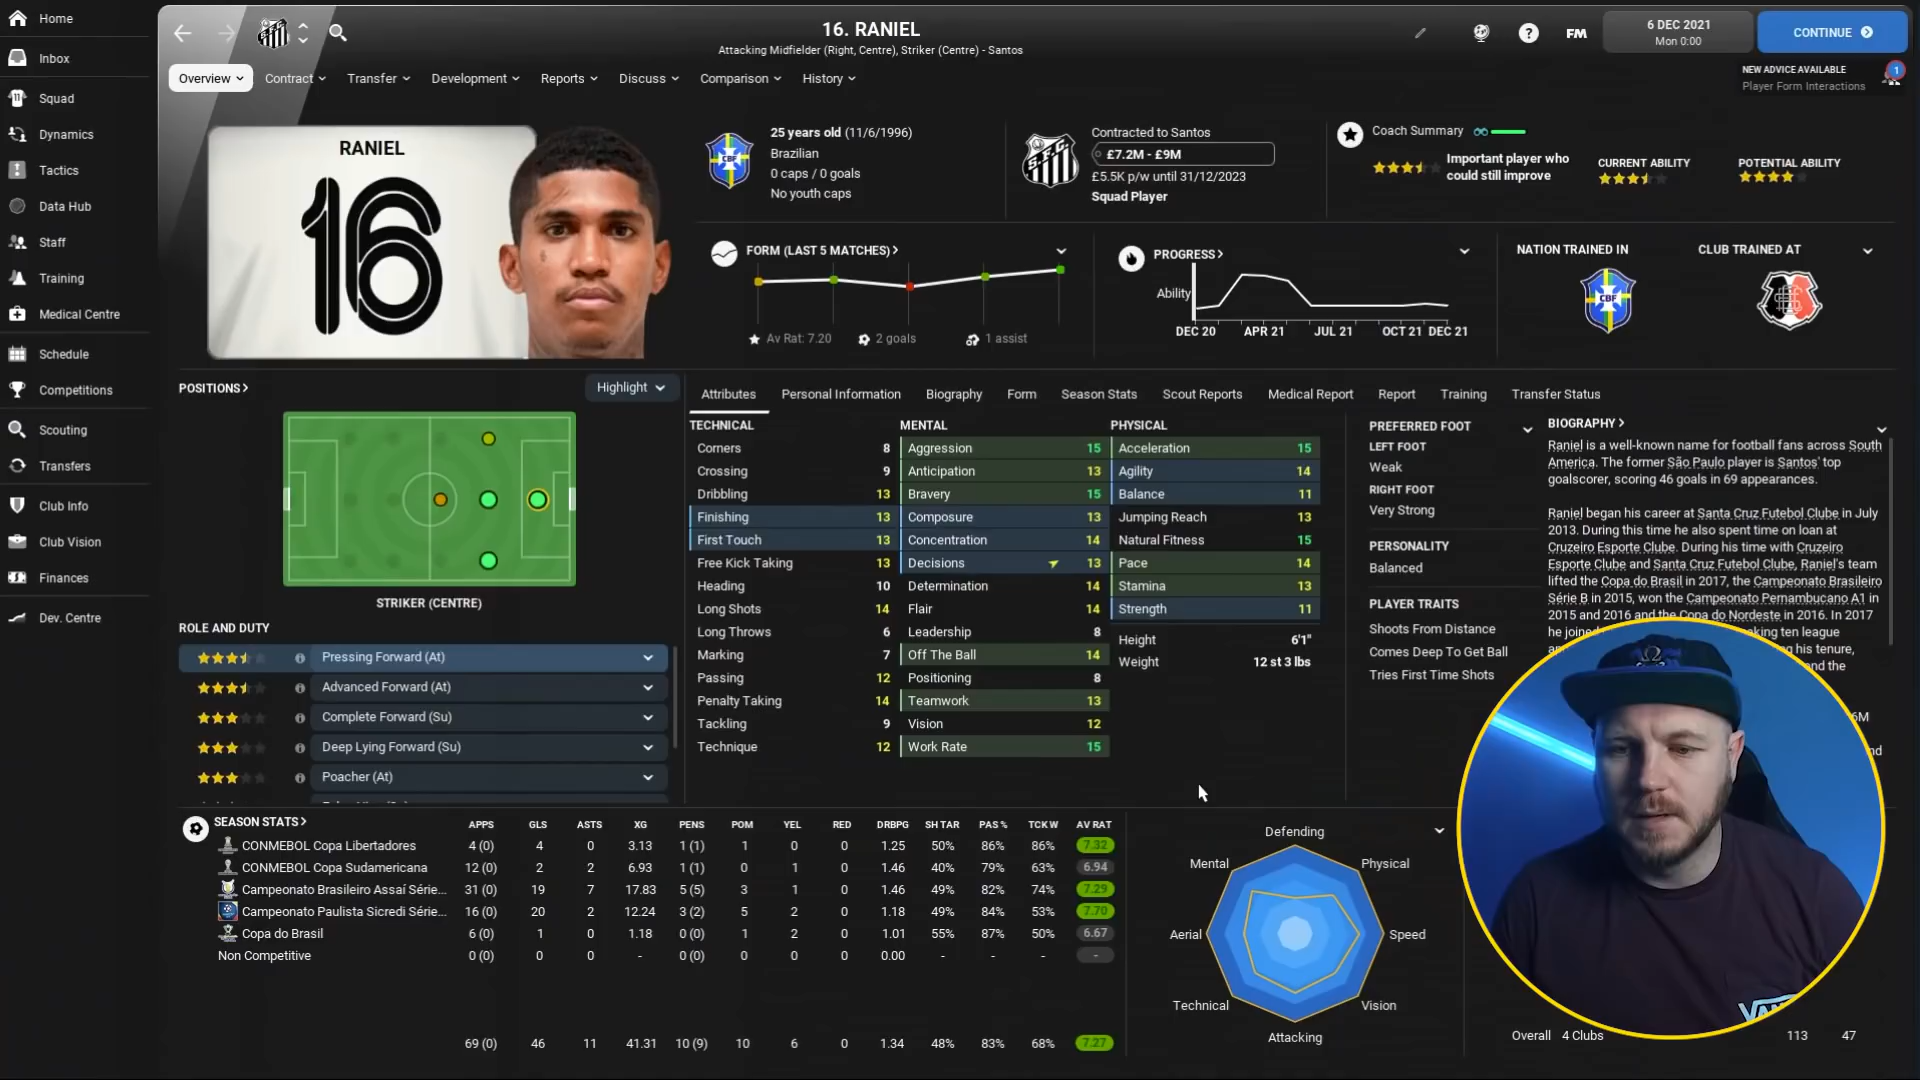 Home
Inbox
Squad
Dynamics
Tactics
Data Hub
Staff
Training
Medical Centre
Schedule
Competitions
Scouting
Transfers
Club Info
Club Vision
Finances
Dev. Centre
16. RANIEL
Attacking Midfielder (Right, Centre), Striker (Centre) - Santos
FM
6 DEC 2021
Mon 0:00
CONTINUE
Overview
Contract
Transfer
Development
Reports
Discuss
Comparison
History
NEW ADVICE AVAILABLE
Player Form Interactions
1
RANIEL
16
25 years old (11/6/1996)
Brazilian
0 caps / 0 goals
No youth caps
CBF
Contracted to Santos
£7.2M - £9M
£5.5K p/w until 31/12/2023
Squad Player
Coach Summary
Important player who
could still improve
CURRENT ABILITY
POTENTIAL ABILITY
FORM (LAST 5 MATCHES)
Av Rat: 7.20
2 goals
1 assist
PROGRESS
Ability
DEC 20
APR 21
JUL 21
OCT 21
DEC 21
NATION TRAINED IN
CBF
CLUB TRAINED AT
POSITIONS
Highlight
STRIKER (CENTRE)
ROLE AND DUTY
Pressing Forward (At)
Advanced Forward (At)
Complete Forward (Su)
Deep Lying Forward (Su)
Poacher (At)
Attributes
Personal Information
Biography
Form
Season Stats
Scout Reports
Medical Report
Report
Training
Transfer Status
TECHNICAL
Corners 8
Crossing 9
Dribbling 13
Finishing 13
First Touch 13
Free Kick Taking 13
Heading 10
Long Shots 14
Long Throws 6
Marking 7
Passing 12
Penalty Taking 14
Tackling 9
Technique 12
MENTAL
Aggression 15
Anticipation 13
Bravery 15
Composure 13
Concentration 14
Decisions 13
Determination 14
Flair 14
Leadership 8
Off The Ball 14
Positioning 8
Teamwork 13
Vision 12
Work Rate 15
PHYSICAL
Acceleration 15
Agility 14
Balance 11
Jumping Reach 13
Natural Fitness 15
Pace 14
Stamina 13
Strength 11
Height 6'1"
Weight 12 st 3 lbs
PREFERRED FOOT
LEFT FOOT
Weak
RIGHT FOOT
Very Strong
PERSONALITY
Balanced
PLAYER TRAITS
Shoots From Distance
Comes Deep To Get Ball
Tries First Time Shots
BIOGRAPHY
Raniel is a well-known name for football fans across South
America. The former São Paulo player is Santos' top
goalscorer, scoring 46 goals in 69 appearances.
Raniel began his career at Santa Cruz Futebol Clube in July
2013. During this time he also spent time on loan at
Cruzeiro Esporte Clube. During his time with Cruzeiro
Esporte Clube and Santa Cruz Futebol Clube, Raniel's team
lifted the Copa do Brasil in 2017, the Campeonato Brasileiro
Série B in 2015, won the Campeonato Pernambucano A1 in
2015 and 2016 and the Copa do Nordeste in 2016. In 2017
he joined ten league
his tenure,
and the
SEASON STATS APPS GLS ASTS XG PENS POM YEL RED DRBPG SH TAR PAS % TCK W AV RAT
CONMEBOL Copa Libertadores 4 (0) 4 0 3.13 1 (1) 1 0 0 1.25 50% 86% 86% 7.32
CONMEBOL Copa Sudamericana 12 (0) 2 2 6.93 1 (1) 0 1 0 1.46 40% 79% 63% 6.94
Campeonato Brasileiro Assaí Série... 31 (0) 19 7 17.83 5 (5) 3 1 0 1.46 49% 82% 74% 7.29
Campeonato Paulista Sicredi Série... 16 (0) 20 2 12.24 3 (2) 5 2 0 1.18 49% 84% 53% 7.70
Copa do Brasil 6 (0) 1 0 1.18 0 (0) 1 2 0 1.01 55% 87% 50% 6.67
Non Competitive 0 (0) 0 0 - 0 (0) 0 0 0 0.00 - - - -
69 (0) 46 11 41.31 10 (9) 10 6 0 1.34 48% 83% 68% 7.27
Defending
Mental
Physical
Aerial
Speed
Technical
Vision
Attacking
Overall 4 Clubs 113 47